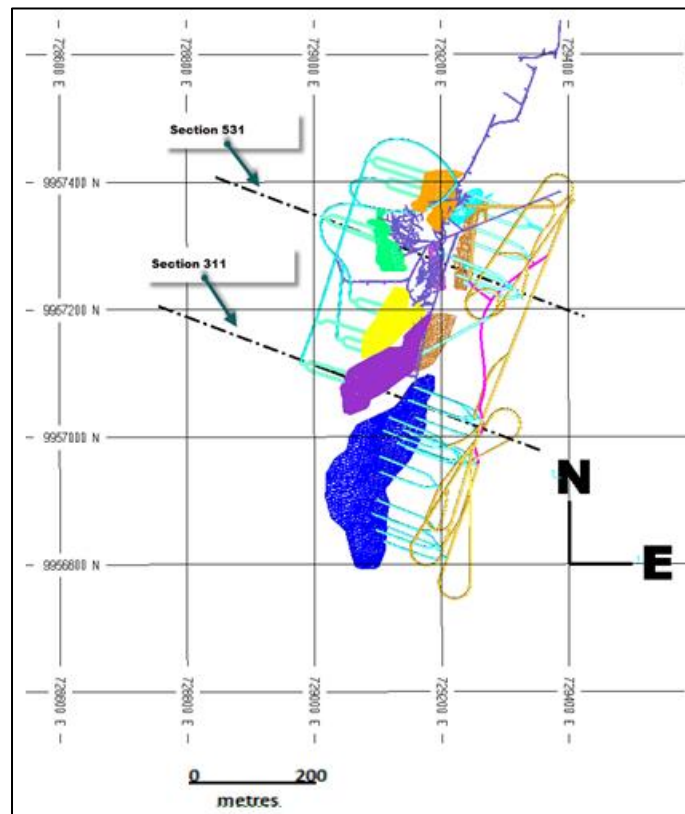 728600 E
728800 E
729000 E
729200 E
729400 E
Section 531
9957400 N
Section 311
9957200 N
9957000 N
N
9956800 N
E
728600 E
728800 E
729000 E
729200 E
729400 E
0 200
metres